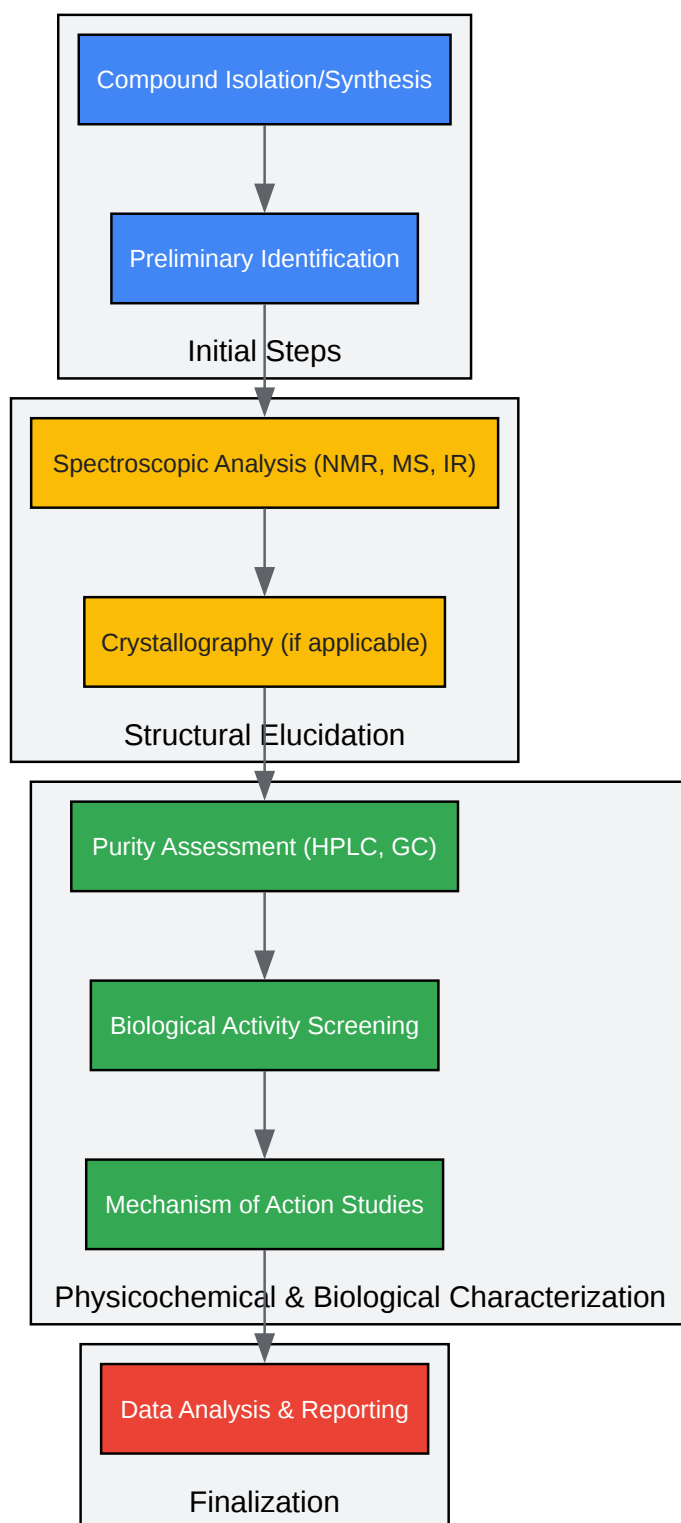 Compound Isolation/Synthesis
Preliminary Identification
Initial Steps
Spectroscopic Analysis (NMR, MS, IR)
Crystallography (if applicable)
Structural Elucidation
Purity Assessment (HPLC, GC)
Biological Activity Screening
Mechanism of Action Studies
Physicochemical & Biological Characterization
Data Analysis & Reporting
Finalization